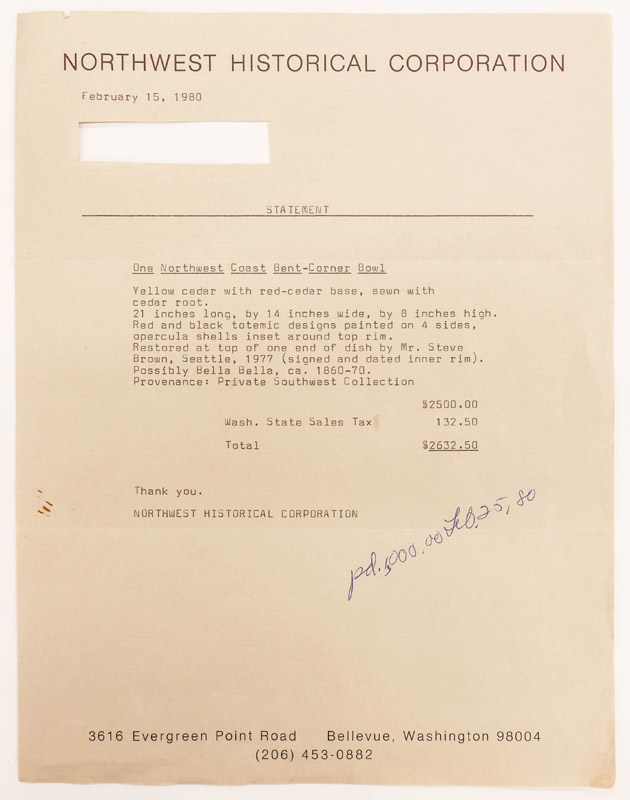 NORTHWEST HISTORICAL CORPORATION
February 15, 1980
STATEMENT
One Northwest Coast Bent-Corner Bowl
Yellow cedar with red-cedar base, sewn with
cedar root.
21 inches long, by 14 inches wide, by 8 inches high.
Red and black totemic designs painted on 4 sides,
opercula shells inset around top rim.
Restored at top of one end of dish by Mr. Steve
Brown, Seattle, 1977 (signed and dated inner rim).
Possibly Bella Bella, ca. 1860-70.
Provenance: Private Southwest Collection
$2500.00
Wash. State Sales Tax 132.50
Total $2632.50
Thank you.
NORTHWEST HISTORICAL CORPORATION
pd. 1,000.00 Feb. 25, 80
3616 Evergreen Point Road Bellevue, Washington 98004
(206) 453-0882